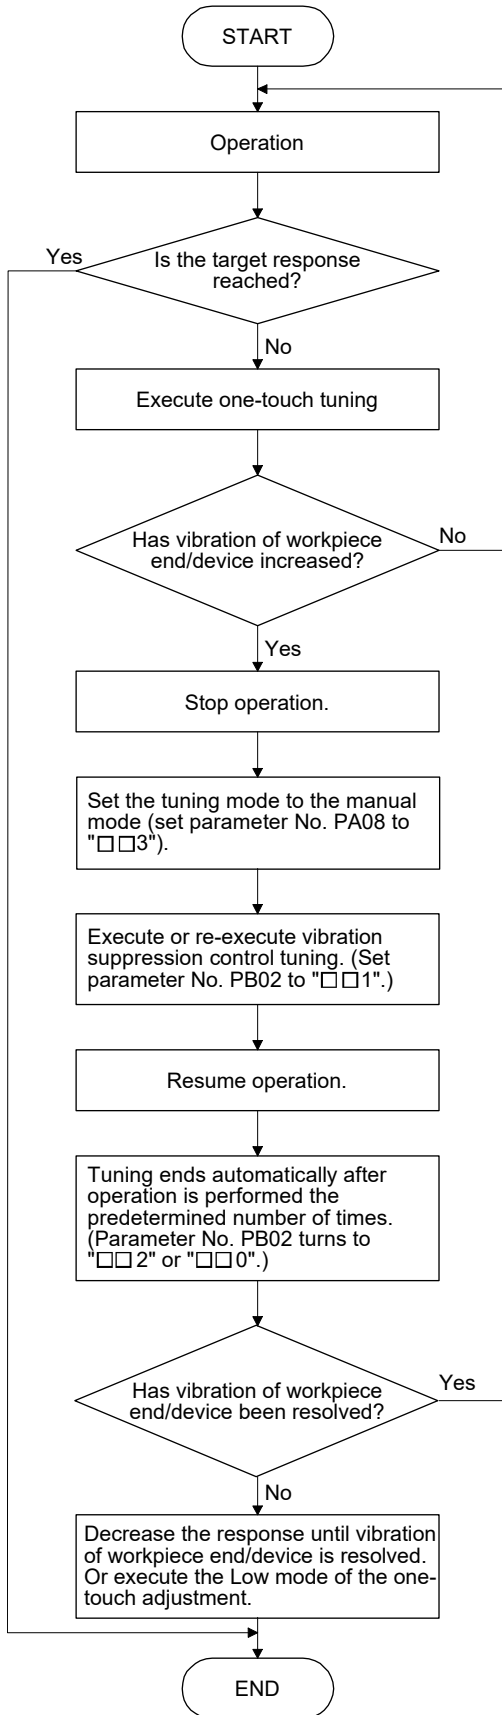 START
Operation
Is the target response
reached?
Yes
No
Execute one-touch tuning
Has vibration of workpiece
end/device increased?
No
Yes
Stop operation.
Set the tuning mode to the manual
mode (set parameter No. PA08 to
"□□3").
Execute or re-execute vibration
suppression control tuning. (Set
parameter No. PB02 to "□□1".)
Resume operation.
Tuning ends automatically after
operation is performed the
predetermined number of times.
(Parameter No. PB02 turns to
"□□2" or "□□0".)
Has vibration of workpiece
end/device been resolved?
Yes
No
Decrease the response until vibration
of workpiece end/device is resolved.
Or execute the Low mode of the one-
touch adjustment.
END